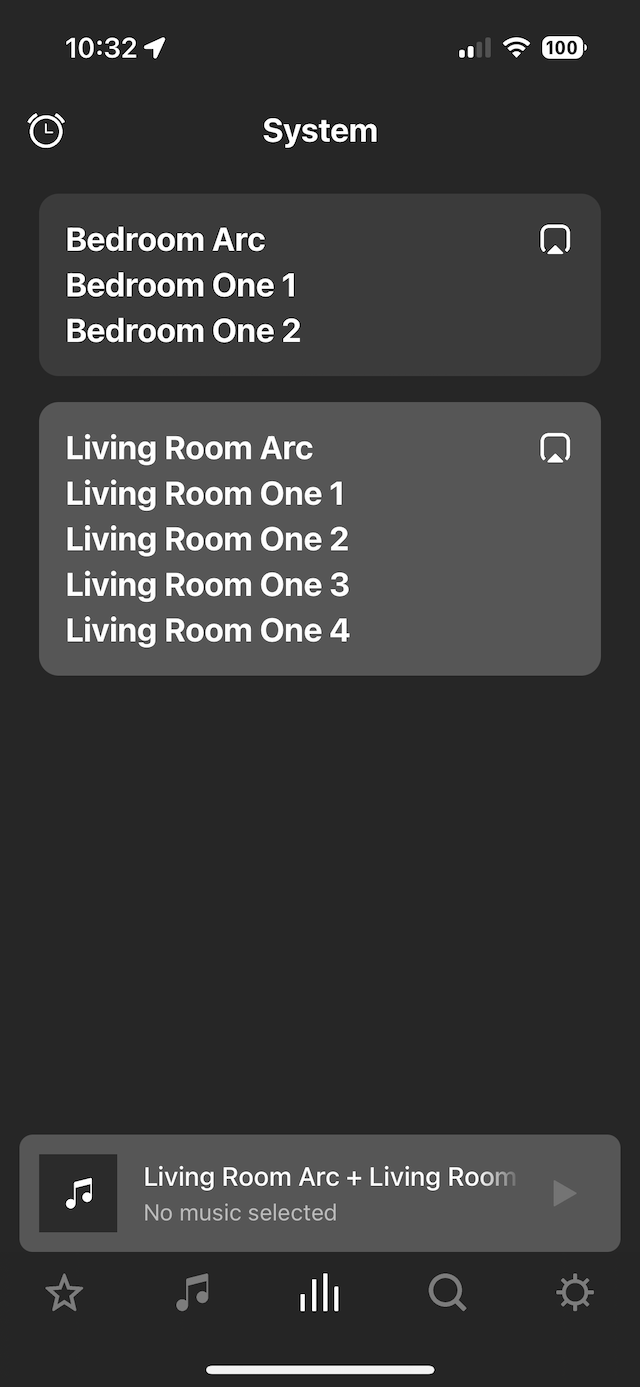 10:32
100
System
Bedroom Arc
Bedroom One 1
Bedroom One 2
Living Room Arc
Living Room One 1
Living Room One 2
Living Room One 3
Living Room One 4
Living Room Arc + Living Room
No music selected